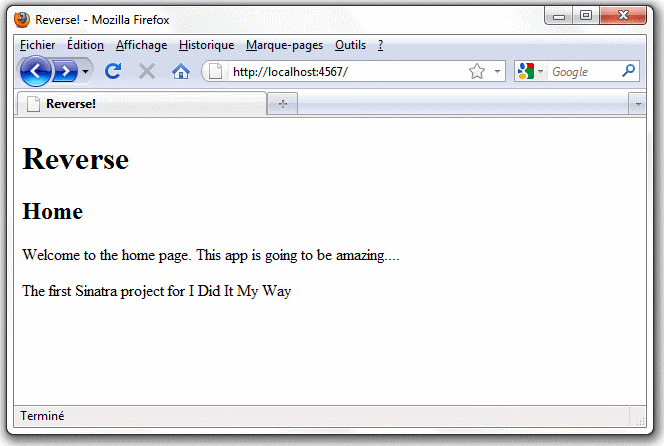 Reverse! - Mozilla Firefox
Fichier Édition Affichage Historique Marque-pages Outils ?
http://localhost:4567/ Google
Reverse!
Reverse
Home
Welcome to the home page. This app is going to be amazing....
The first Sinatra project for I Did It My Way
Terminé